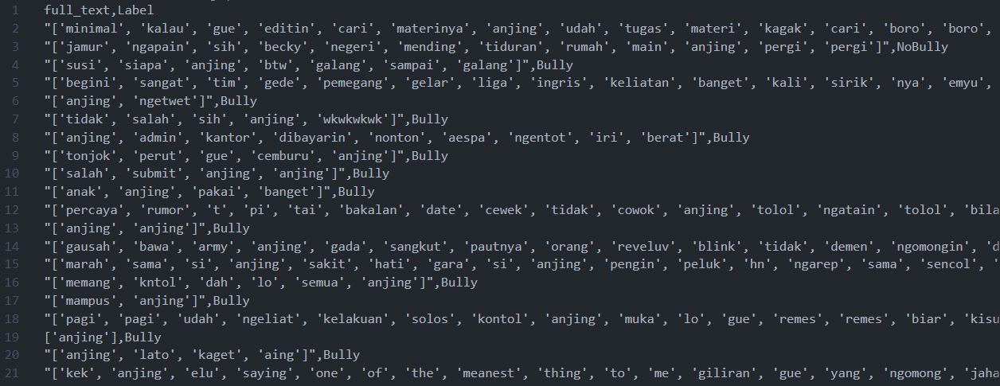 1 full_text,Label
2 "['minimal', 'kalau', 'gue', 'editin', 'cari', 'materinya', 'anjing', 'udah', 'tugas', 'materi', 'kagak', 'cari', 'boro', 'boro',
3 "['jamur', 'ngapain', 'sih', 'becky', 'negeri', 'mending', 'tiduran', 'rumah', 'main', 'anjing', 'pergi', 'pergi']",NoBully
4 "['susi', 'siapa', 'anjing', 'btw', 'galang', 'sampai', 'galang']",Bully
5 "['begini', 'sangat', 'tim', 'gede', 'pemegang', 'gelar', 'liga', 'ingris', 'keliatan', 'banget', 'kali', 'sirik', 'nya', 'emyu',
6 "['anjing', 'ngetwet']",Bully
7 "['tidak', 'salah', 'sih', 'anjing', 'wkwkwkwk']",Bully
8 "['anjing', 'admin', 'kantor', 'dibayarin', 'nonton', 'aespa', 'ngentot', 'iri', 'berat']",Bully
9 "['tonjok', 'perut', 'gue', 'cemburu', 'anjing']",Bully
10 "['salah', 'submit', 'anjing', 'anjing']",Bully
11 "['anak', 'anjing', 'pakai', 'banget']",Bully
12 "['percaya', 'rumor', 't', 'pi', 'tai', 'bakalan', 'date', 'cewek', 'tidak', 'cowok', 'anjing', 'tolol', 'ngatain', 'tolol', 'bila
13 "['anjing', 'anjing']",Bully
14 "['gausah', 'bawa', 'army', 'anjing', 'gada', 'sangkut', 'pautnya', 'orang', 'reveluv', 'blink', 'tidak', 'demen', 'ngomongin', 'd
15 "['marah', 'sama', 'si', 'anjing', 'sakit', 'hati', 'gara', 'si', 'anjing', 'pengin', 'peluk', 'hn', 'ngarep', 'sama', 'sencol', '
16 "['memang', 'kntol', 'dah', 'lo', 'semua', 'anjing']",Bully
17 "['mampus', 'anjing']",Bully
18 "['pagi', 'pagi', 'udah', 'ngeliat', 'kelakuan', 'solos', 'kontol', 'anjing', 'muka', 'lo', 'gue', 'remes', 'remes', 'biar', 'kisu
19 ['anjing'],Bully
20 "['anjing', 'lato', 'kaget', 'aing']",Bully
21 "['kek', 'anjing', 'elu', 'saying', 'one', 'of', 'the', 'meanest', 'thing', 'to', 'me', 'giliran', 'gue', 'yang', 'ngomong', 'jaha